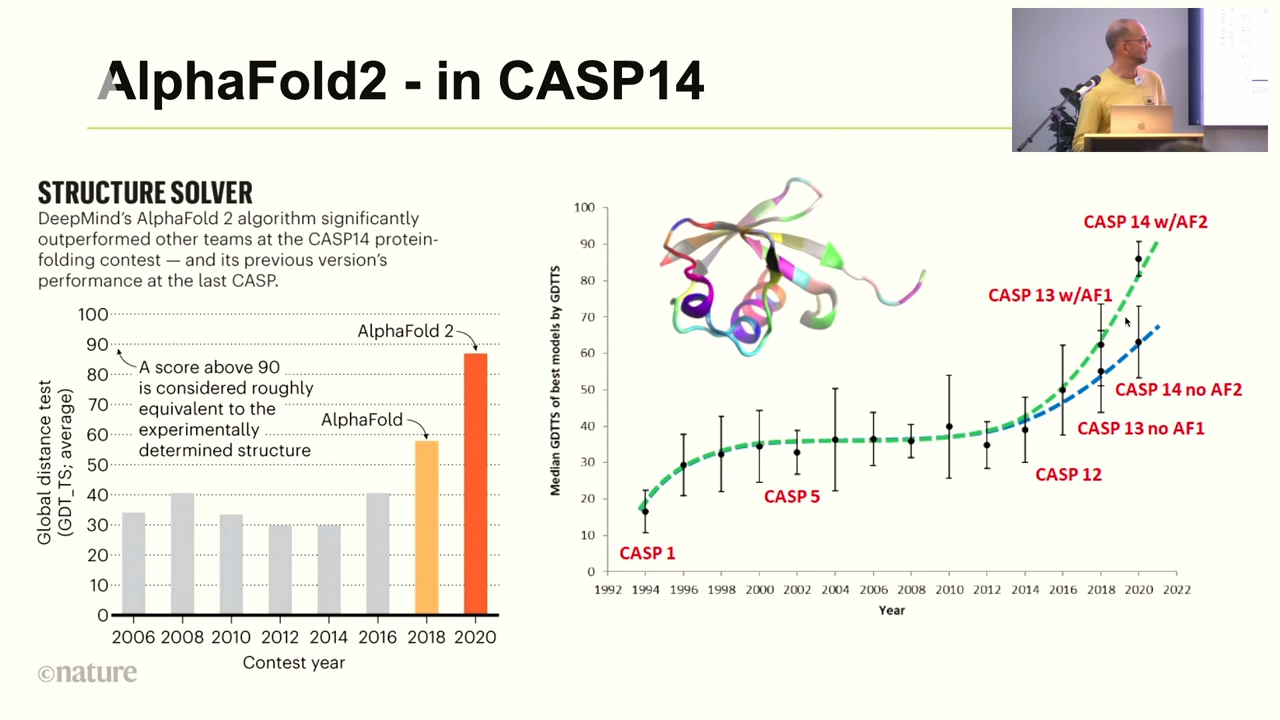 AlphaFold2 - in CASP14
STRUCTURE SOLVER
DeepMind's AlphaFold 2 algorithm significantly
outperformed other teams at the CASP14 protein-
folding contest — and its previous version's
performance at the last CASP.
Global distance test
(GDT_TS; average)
100
90
80
70
60
50
40
30
20
10
0
AlphaFold 2
A score above 90
is considered roughly
equivalent to the
experimentally
determined structure
AlphaFold
2006 2008 2010 2012 2014 2016 2018 2020
Contest year
©nature
Median GDTTS of best models by GDTTS
100
90
80
70
60
50
40
30
20
10
0
CASP 14 w/AF2
CASP 13 w/AF1
CASP 14 no AF2
CASP 13 no AF1
CASP 12
CASP 5
CASP 1
1992 1994 1996 1998 2000 2002 2004 2006 2008 2010 2012 2014 2016 2018 2020 2022
Year